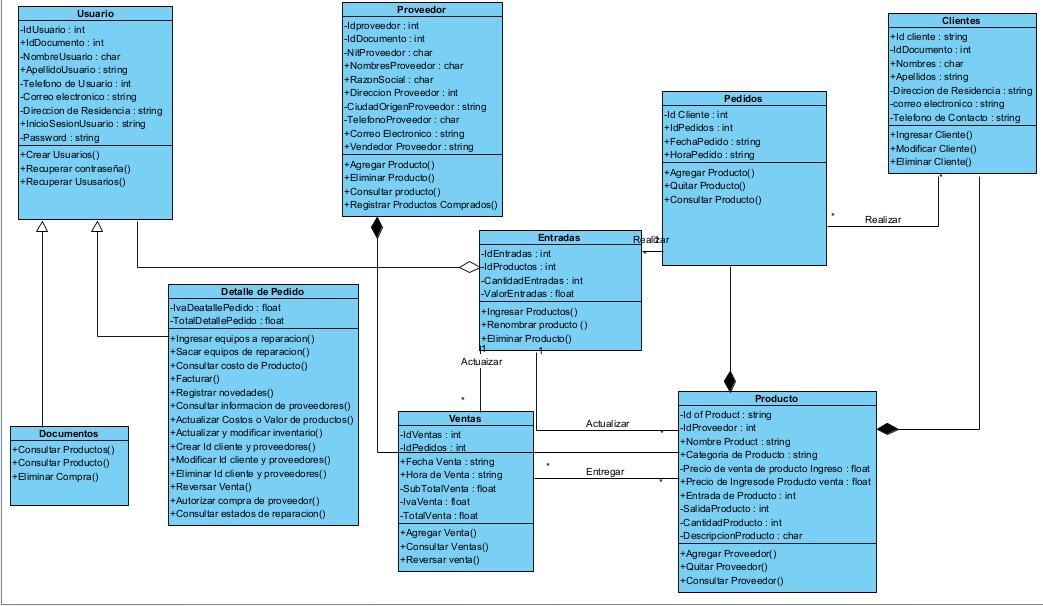 Usuario
-IdUsuario : int
+IdDocumento : int
-NombreUsuario : char
+ApellidoUsuario : string
-Telefono de Usuario : int
-Correo electronico : string
-Direccion de Residencia : string
+InicioSesionUsuario : string
-Password : string
+Crear Usuarios()
+Recuperar contraseña()
+Recuperar Ususarios()
Proveedor
-Idproveedor : int
-IdDocumento : int
-NitProveedor : char
+NombresProveedor : char
+RazonSocial : char
+Direccion Proveedor : int
-CiudadOrigenProveedor : string
-TelefonoProveedor : char
+Correo Electronico : string
+Vendedor Proveedor : string
+Agregar Producto()
+Eliminar Producto()
+Consultar producto()
+Registrar Productos Comprados()
Clientes
+Id cliente : string
-IdDocumento : int
+Nombres : char
+Apellidos : string
-Direccion de Residencia : string
-correo electronico : string
-Telefono de Contacto : string
+Ingresar Cliente()
+Modificar Cliente()
+Eliminar Cliente()
Pedidos
-Id Cliente : int
+IdPedidos : int
+FechaPedido : string
+HoraPedido : string
+Agregar Producto()
+Quitar Producto()
+Consultar Producto()
*
* Realizar
Entradas
-IdEntradas : int
-IdProductos : int
-CantidadEntradas : int
-ValorEntradas : float
+Ingresar Productos()
+Renombrar producto ()
+Eliminar Producto()
Realizar
*
Detalle de Pedido
-IvaDeatallePedido : float
-TotalDetallePedido : float
+Ingresar equipos a reparacion()
+Sacar equipos de reparacion()
+Consultar costo de Producto()
+Facturar()
+Registrar novedades()
+Consultar informacion de proveedores()
+Actualizar Costos o Valor de productos()
+Actualizar y modificar inventario()
+Crear Id cliente y proveedores()
+Modificar Id cliente y proveedores()
+Eliminar Id cliente y proveedores()
+Reversar Venta()
+Autorizar compra de proveedor()
+Consultar estados de reparacion()
1
Actuaizar
*
Documentos
+Consultar Productos()
+Consultar Producto()
+Eliminar Compra()
Ventas
-IdVentas : int
-IdPedidos : int
+Fecha Venta : string
+Hora de Venta : string
-SubTotalVenta : float
-IvaVenta : float
-TotalVenta : float
+Agregar Venta()
+Consultar Ventas()
+Reversar venta()
1
Actualizar
*
* Entregar
*
Producto
-Id of Product : string
-IdProveedor : int
+Nombre Product : string
+Categoria de Producto : string
-Precio de venta de producto Ingreso : float
+Precio de Ingresode Producto venta : float
+Entrada de Producto : int
-SalidaProducto : int
-CantidadProducto : int
-DescripcionProducto : char
+Agregar Proveedor()
+Quitar Proveedor()
+Consultar Proveedor()